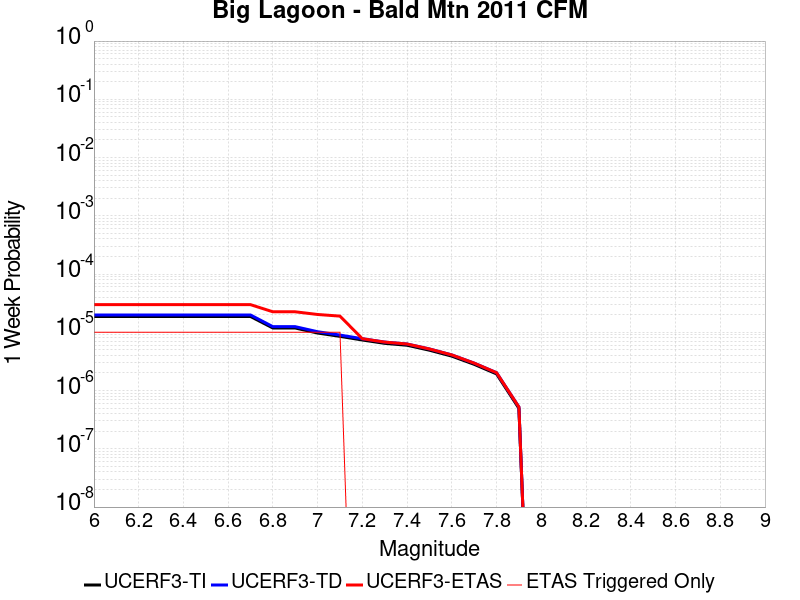 Big Lagoon - Bald Mtn 2011 CFM
10^0
10^-1
10^-2
10^-3
10^-4
10^-5
10^-6
10^-7
10^-8
1 Week Probability
6 6.2 6.4 6.6 6.8 7 7.2 7.4 7.6 7.8 8 8.2 8.4 8.6 8.8 9
Magnitude
UCERF3-TI UCERF3-TD UCERF3-ETAS ETAS Triggered Only